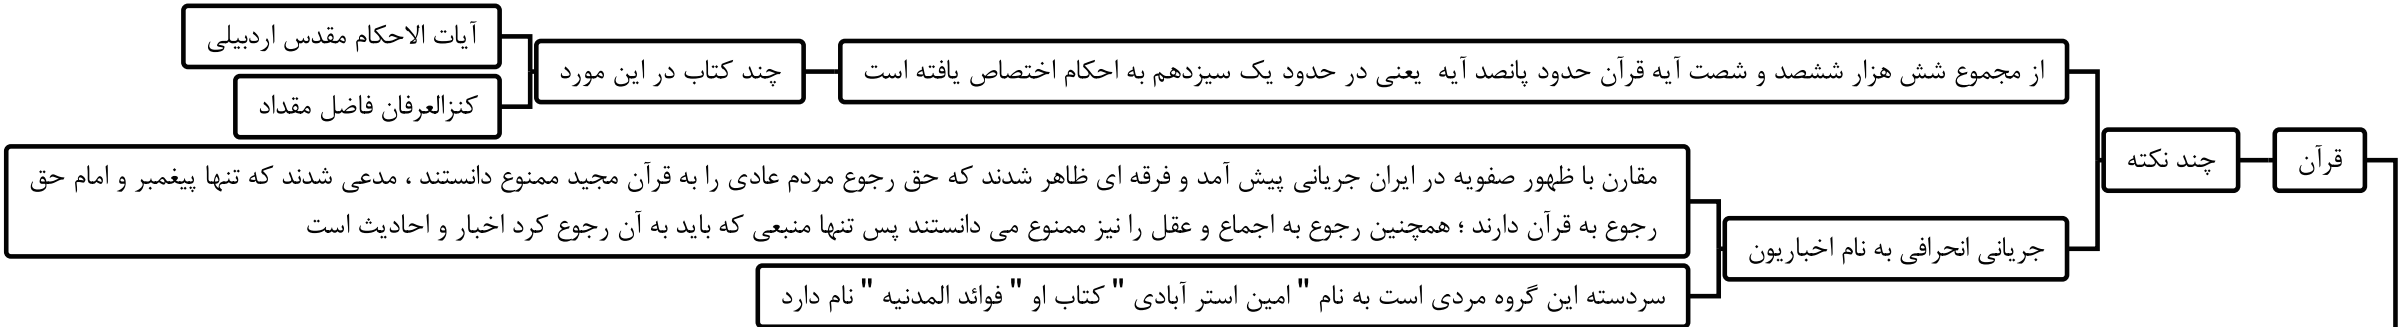 قرآن
چند نکته
از مجموع شش هزار ششصد و شصت آیه قرآن حدود پانصد آیه یعنی در حدود یک سیزدهم به احکام اختصاص یافته است
چند کتاب در این مورد
آیات الاحکام مقدس اردبیلی
کنزالعرفان فاضل مقداد
جریانی انحرافی به نام اخباریون
مقارن با ظهور صفویه در ایران جریانی پیش آمد و فرقه ای ظاهر شدند که حق رجوع مردم عادی را به قرآن مجید ممنوع دانستند ، مدعی شدند که تنها پیغمبر و امام حق
رجوع به قرآن دارند ؛ همچنین رجوع به اجماع و عقل را نیز ممنوع می دانستند پس تنها منبعی که باید به آن رجوع کرد اخبار و احادیث است
سردسته این گروه مردی است به نام " امین استر آبادی " کتاب او " فوائد المدنیه " نام دارد